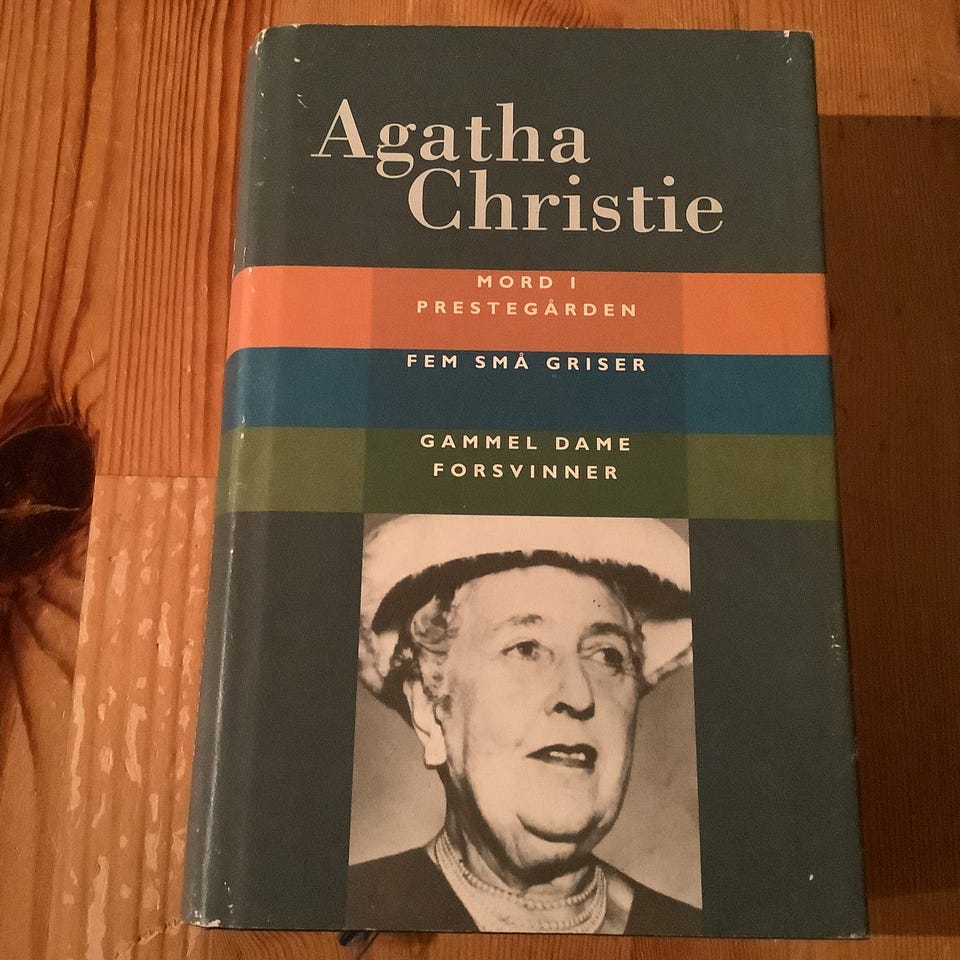 Agatha
Christie
MORD I
PRESTEGÅRDEN
FEM SMÅ GRISER
GAMMEL DAME
FORSVINNER